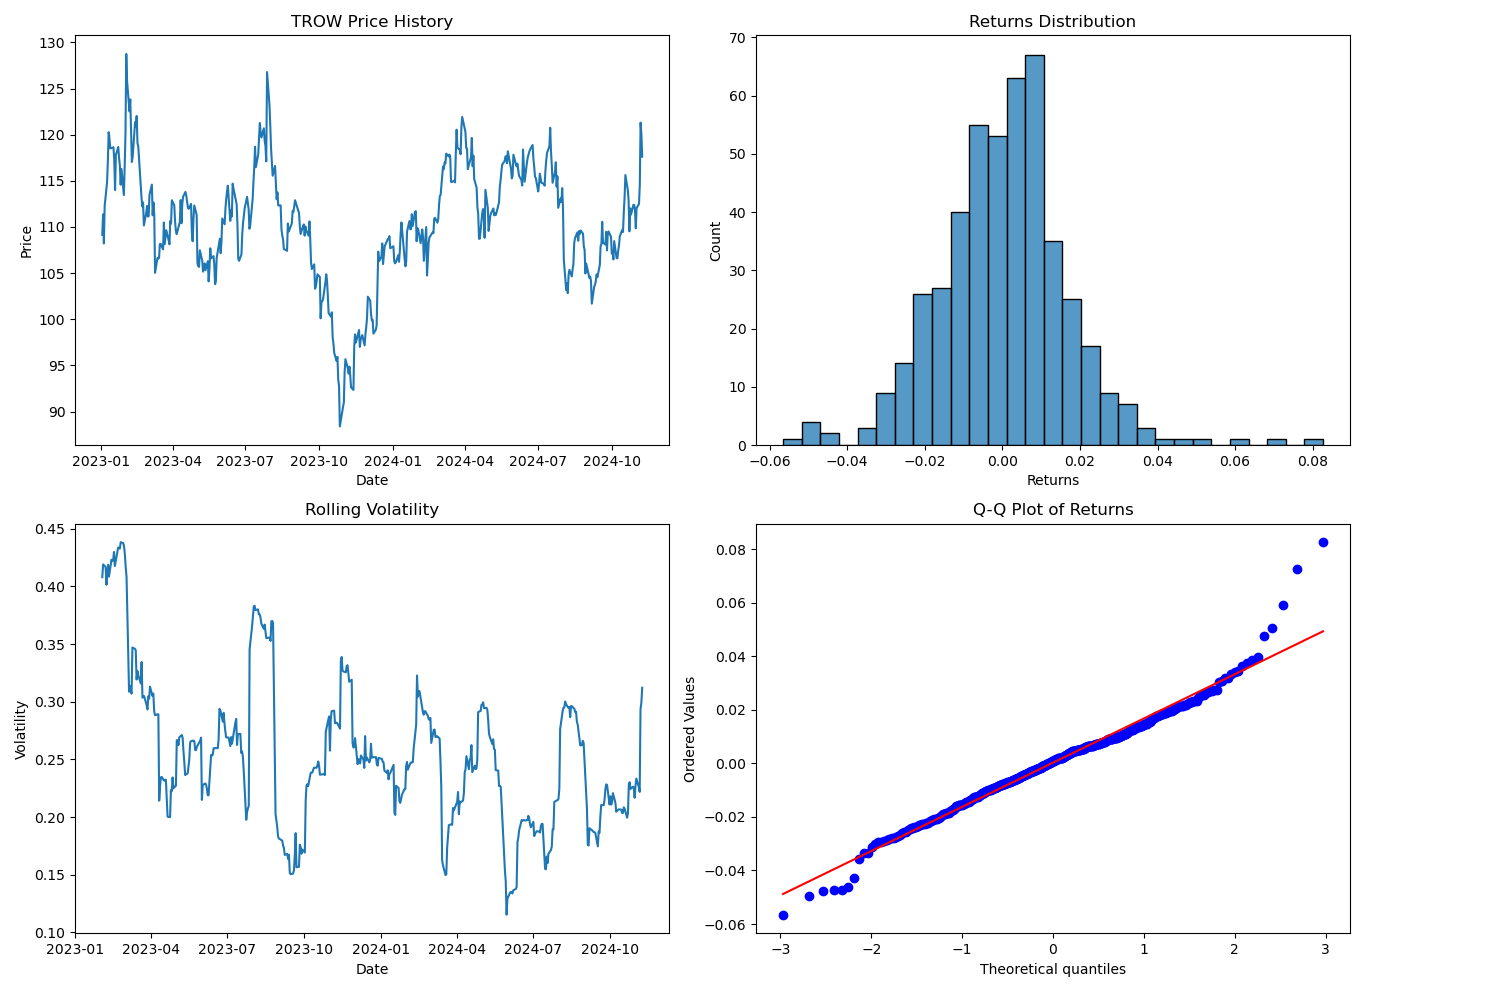 TROW Price History
130
125
120
115
110
105
100
95
90
Price
2023-01 2023-04 2023-07 2023-10 2024-01 2024-04 2024-07 2024-10
Date
Returns Distribution
70
60
50
40
30
20
10
0
Count
−0.06 −0.04 −0.02 0.00 0.02 0.04 0.06 0.08
Returns
Rolling Volatility
0.45
0.40
0.35
0.30
0.25
0.20
0.15
0.10
Volatility
2023-01 2023-04 2023-07 2023-10 2024-01 2024-04 2024-07 2024-10
Date
Q-Q Plot of Returns
0.08
0.06
0.04
0.02
0.00
−0.02
−0.04
−0.06
Ordered Values
−3 −2 −1 0 1 2 3
Theoretical quantiles